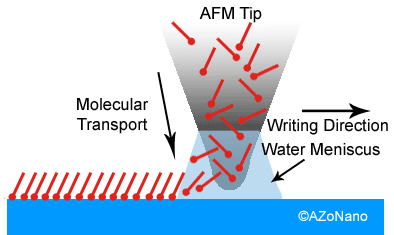 AFM Tip
Molecular
Transport
Writing Direction
Water Meniscus
©AZoNano